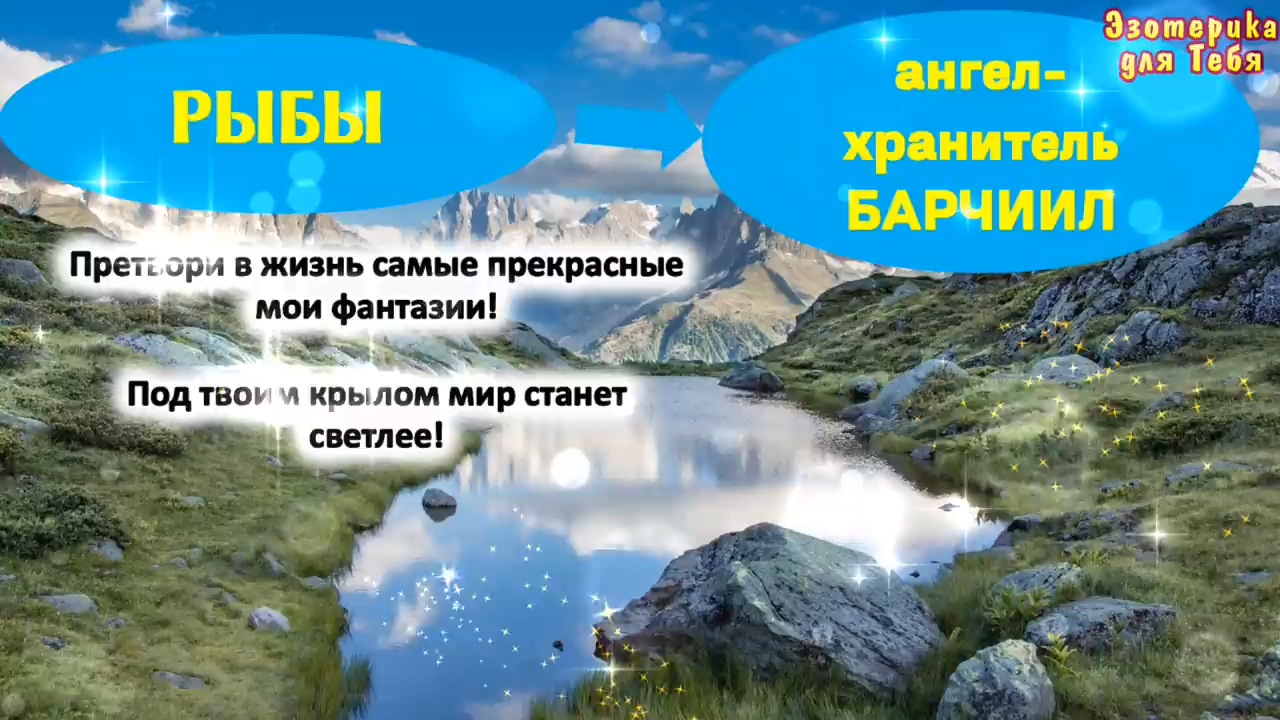 Эзотерика
для Тебя
РЫБЫ
ангел-
хранитель
БАРЧИИЛ
Претвори в жизнь самые прекрасные
мои фантазии!
Под твоим крылом мир станет
светлее!